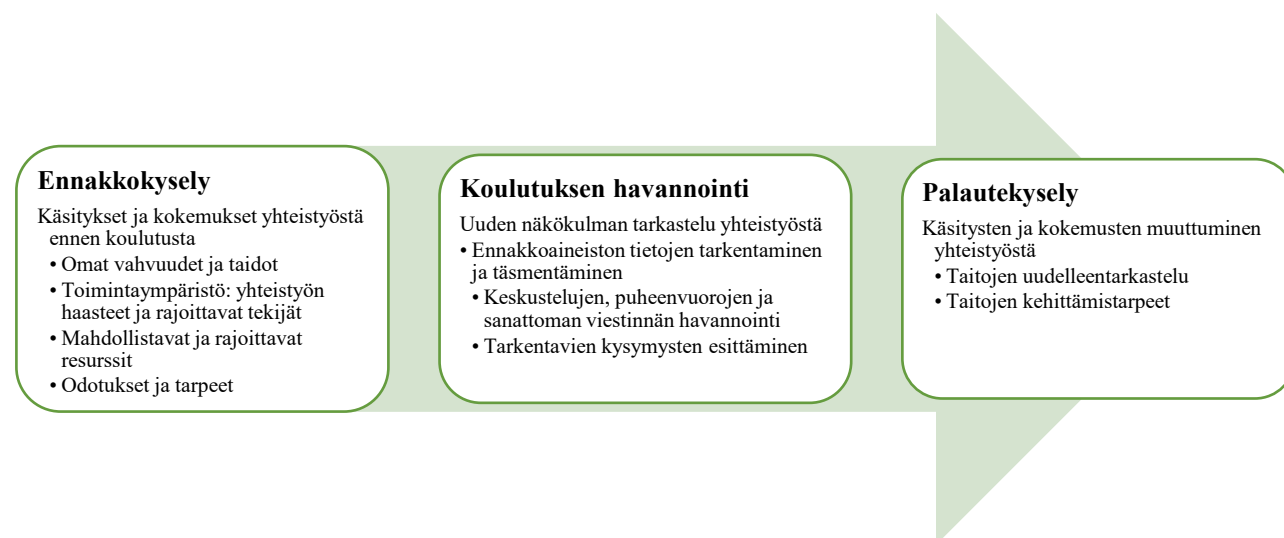 Ennakkokysely
Käsitykset ja kokemukset yhteistyöstä
ennen koulutusta
• Omat vahvuudet ja taidot
• Toimintaympäristö: yhteistyön
haasteet ja rajoittavat tekijät
• Mahdollistavat ja rajoittavat
resurssit
• Odotukset ja tarpeet
Koulutuksen havannointi
Uuden näkökulman tarkastelu yhteistyöstä
• Ennakkoaineiston tietojen tarkentaminen
ja täsmentäminen
• Keskustelujen, puheenvuorojen ja
sanattoman viestinnän havannointi
• Tarkentavien kysymysten esittäminen
Palautekysely
Käsitysten ja kokemusten muuttuminen
yhteistyöstä
• Taitojen uudelleentarkastelu
• Taitojen kehittämistarpeet